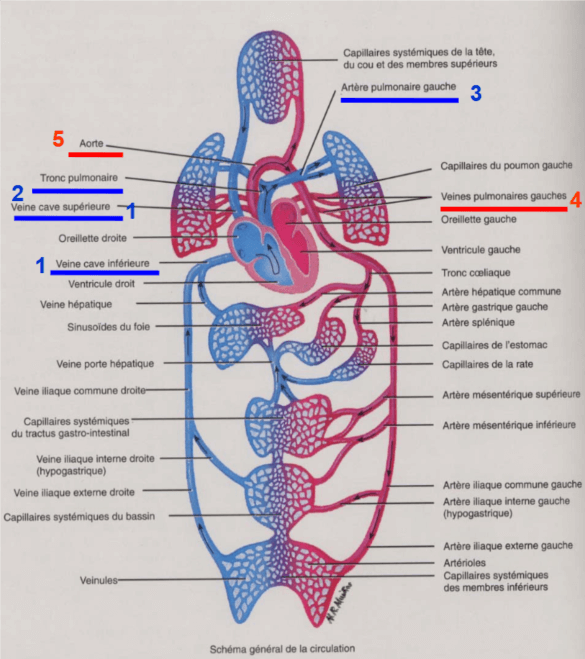 Capillaires systémiques de la tête,
du cou et des membres supérieurs
Artère pulmonaire gauche 3
5 Aorte
Tronc pulmonaire
2
Veine cave supérieure 1
Oreillette droite
1 Veine cave inférieure
Ventricule droit
Veine hépatique
Sinusoïdes du foie
Veine porte hépatique
Veine iliaque commune droite
Capillaires systémiques
du tractus gastro-intestinal
Veine iliaque interne droite
(hypogastrique)
Veine iliaque externe droite
Capillaires systémiques du bassin
Veinules
Capillaires du poumon gauche
Veines pulmonaires gauches 4
Oreillette gauche
Ventricule gauche
Tronc cœliaque
Artère hépatique commune
Artère gastrique gauche
Artère splénique
Capillaires de l'estomac
Capillaires de la rate
Artère mésentérique supérieure
Artère mésentérique inférieure
Artère iliaque commune gauche
Artère iliaque interne gauche
(hypogastrique)
Artère iliaque externe gauche
Artérioles
Capillaires systémiques
des membres inférieurs
Schéma général de la circulation